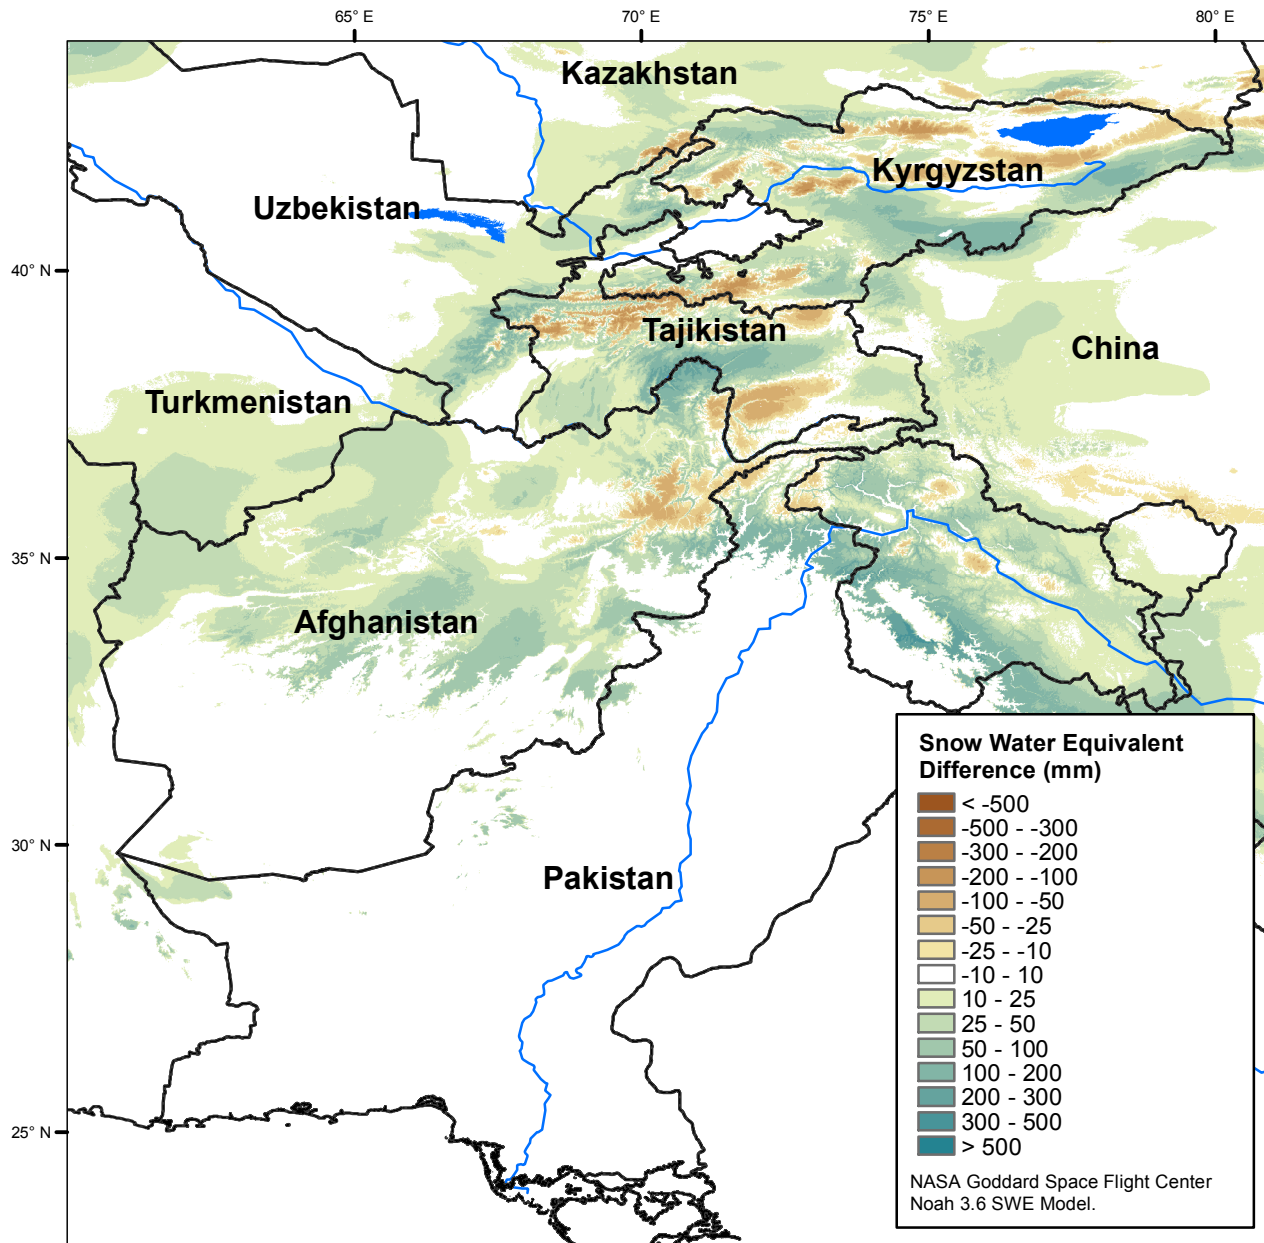 65° E
70° E
75° E
80° E
Kazakhstan
Kyrgyzstan
Uzbekistan
40° N
Tajikistan
China
Turkmenistan
35° N
Afghanistan
30° N
Pakistan
25° N
Snow Water Equivalent
Difference (mm)
< -500
-500 - -300
-300 - -200
-200 - -100
-100 - -50
-50 - -25
-25 - -10
-10 - 10
10 - 25
25 - 50
50 - 100
100 - 200
200 - 300
300 - 500
> 500
NASA Goddard Space Flight Center
Noah 3.6 SWE Model.